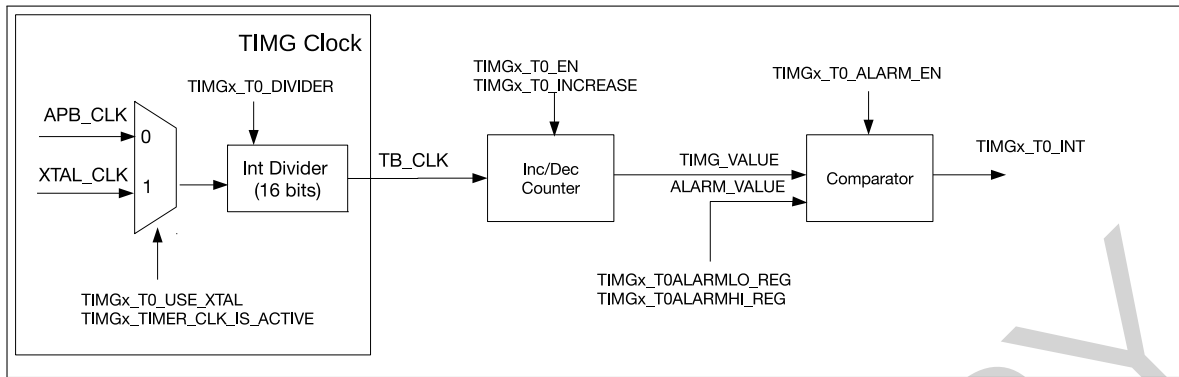 TIMG Clock
TIMGx_T0_DIVIDER
APB_CLK
0
XTAL_CLK
1
Int Divider
(16 bits)
TB_CLK
TIMGx_T0_USE_XTAL
TIMGx_TIMER_CLK_IS_ACTIVE
TIMGx_T0_EN
TIMGx_T0_INCREASE
Inc/Dec
Counter
TIMG_VALUE
ALARM_VALUE
TIMGx_T0ALARMLO_REG
TIMGx_T0ALARMHI_REG
TIMGx_T0_ALARM_EN
Comparator
TIMGx_T0_INT